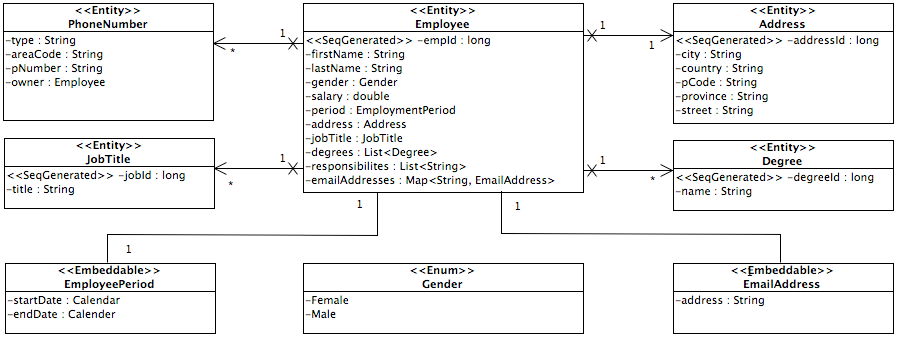 <<Entity>>
PhoneNumber
-type : String
-areaCode : String
-pNumber : String
-owner : Employee
1
*
<<Entity>>
Employee
<<SeqGenerated>> -empId : long
-firstName : String
-lastName : String
-gender : Gender
-salary : double
-period : EmploymentPeriod
-address : Address
-jobTitle : JobTitle
-degrees : List<Degree>
-responsibilites : List<String>
-emailAddresses : Map<String, EmailAddress>
1
1
<<Entity>>
Address
<<SeqGenerated>> -addressId : long
-city : String
-country : String
-pCode : String
-province : String
-street : String
<<Entity>>
JobTitle
<<SeqGenerated>> -jobId : long
-title : String
1
*
1
*
<<Entity>>
Degree
<<SeqGenerated>> -degreeId : long
-name : String
1
1
1
<<Embeddable>>
EmployeePeriod
-startDate : Calendar
-endDate : Calender
<<Enum>>
Gender
-Female
-Male
<<Embeddable>>
EmailAddress
-address : String